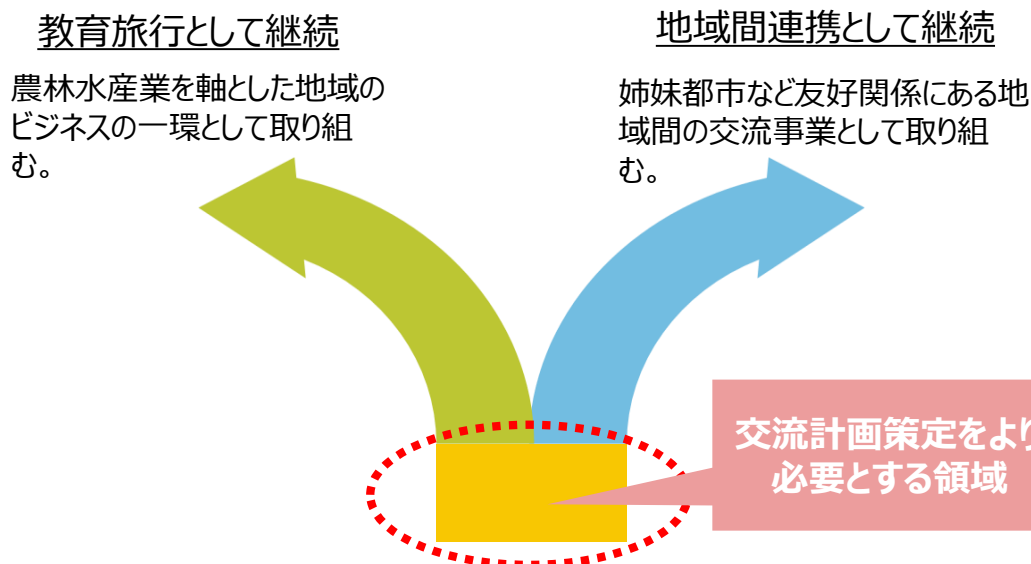 教育旅行として継続
農林水産業を軸とした地域の
ビジネスの一環として取り組
む。
地域間連携として継続
姉妹都市など友好関係にある地
域間の交流事業として取り組
む。
交流計画策定をより
必要とする領域